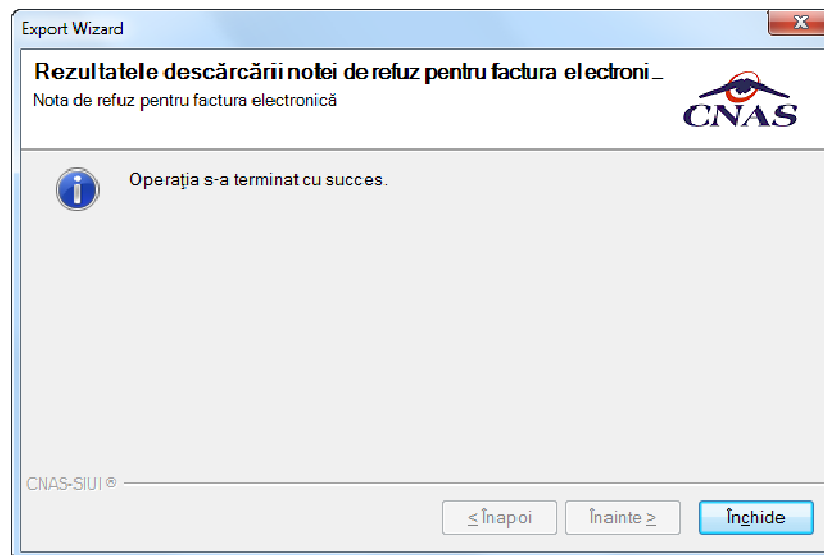 Export Wizard
x
Rezultatele descărcării notei de refuz pentru factura electroni...
Nota de refuz pentru factura electronică
CNAS
Operația s-a terminat cu succes.
CNAS-SIUI ®
< Înapoi
Înainte >
Închide